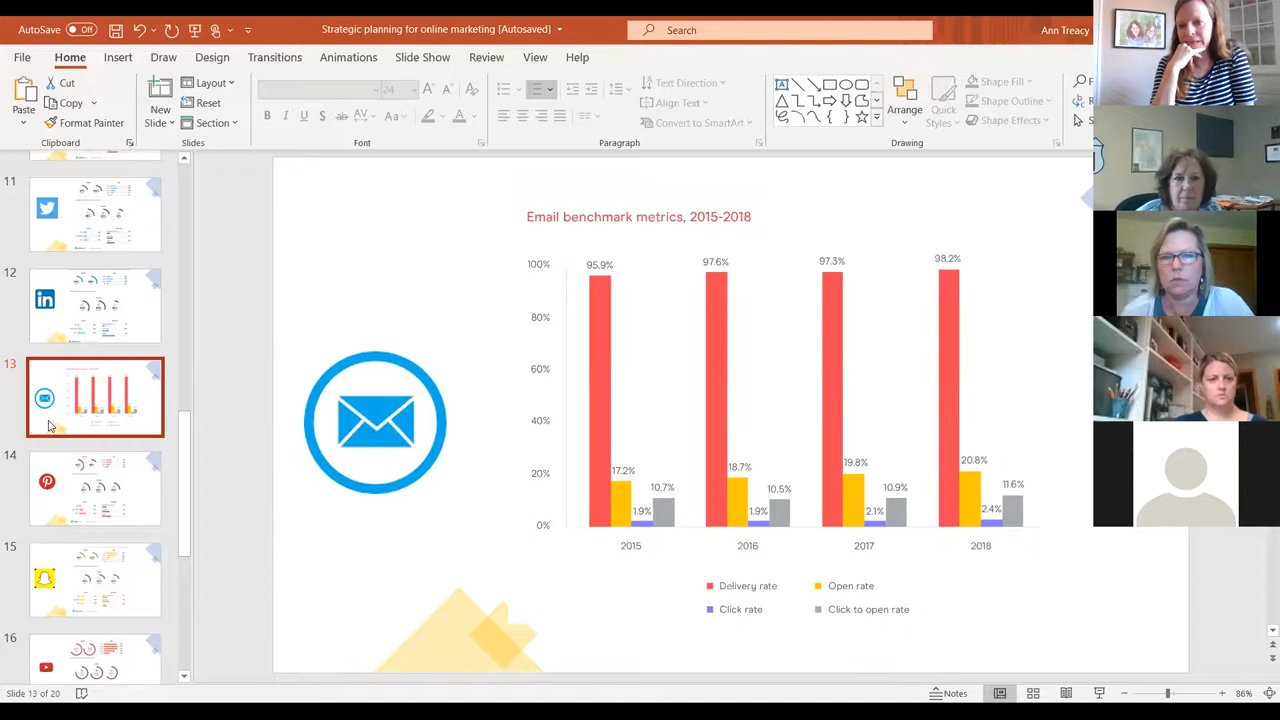 AutoSave Off
Strategic planning for online marketing [Autosaved]
Search
Ann Treacy
File Home Insert Draw Transitions Design Animations Slide Show Review View Help
Paste
Cut
Copy
Format Painter
Clipboard
New
Slide
Layout
Reset
Section
Slides
24
Font
Text Direction
Align Text
Convert to SmartArt
Paragraph
Arrange
Quick
Styles
Shape Fill
Shape Outline
Shape Effects
Drawing
11
12
13
14
15
16
Email benchmark metrics, 2015-2018
100%
80%
60%
40%
20%
0%
95.9%
17.2%
1.9%
10.7%
97.6%
18.7%
1.9%
10.5%
97.3%
19.8%
2.1%
10.9%
98.2%
20.8%
2.4%
11.6%
2015 2016 2017 2018
Delivery rate Open rate
Click rate Click to open rate
Slide 13 of 20
Notes
86%